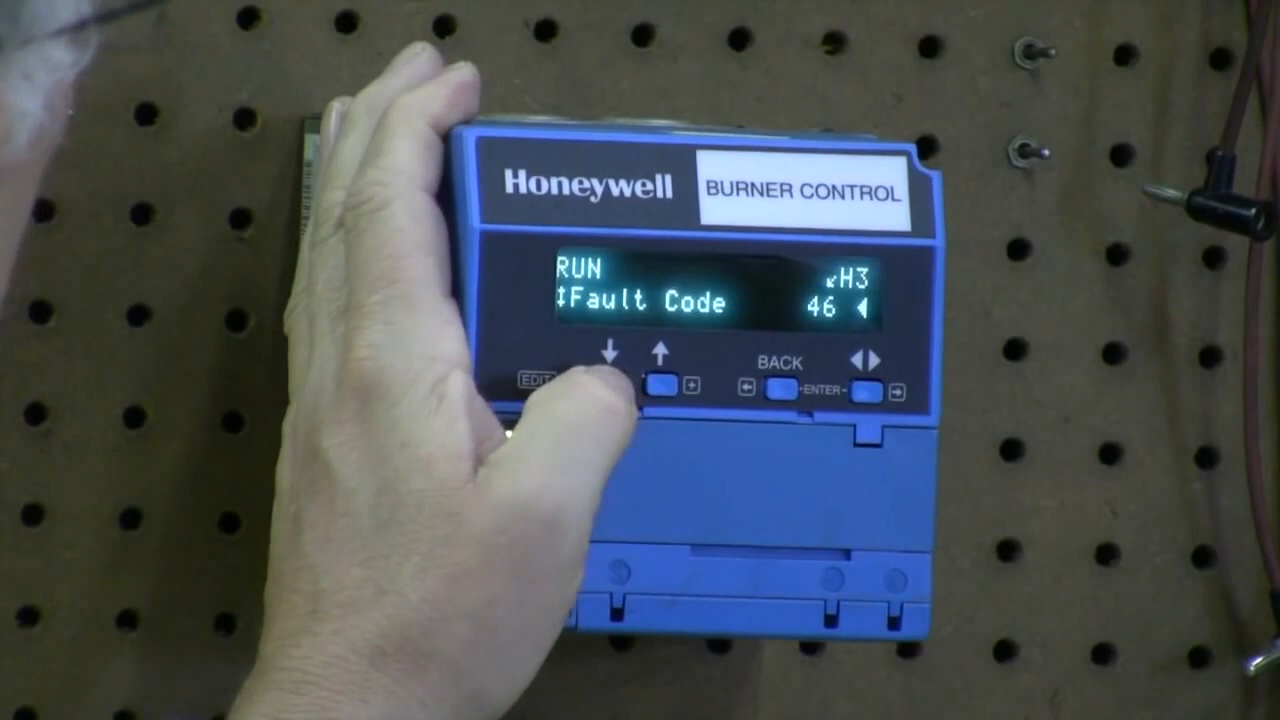 Honeywell
BURNER CONTROL
RUN ↙H3
↕Fault Code 46 ◀
↓ ↑ BACK ◀▶
EDIT + ← -ENTER- →